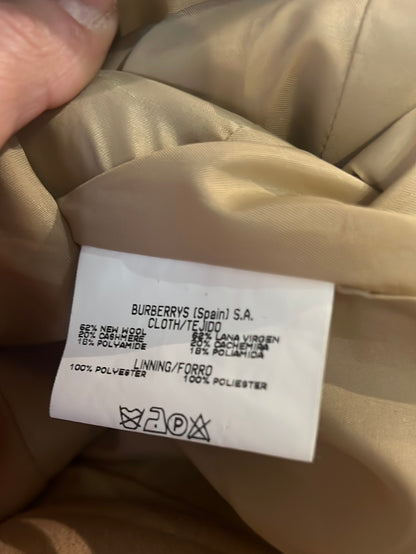 BURBERRYS (Spain) S.A.
CLOTH/TEJIDO
62% NEW WOOL 62% LANA VIRGEN
20% CASHMERE 20% CACHEMIRA
18% POLYAMIDE 18% POLIAMIDA
LINNING/FORRO
100% POLYESTER 100% POLIESTER
P